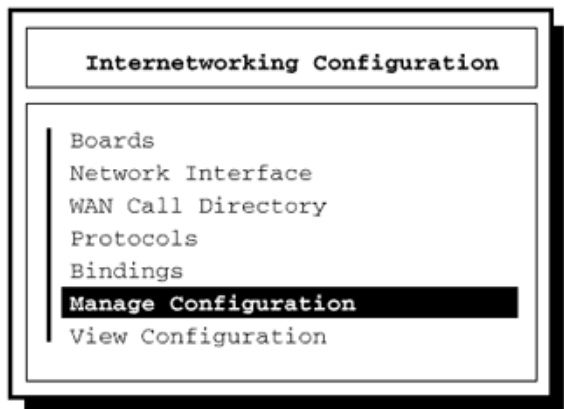 Internetworking Configuration
Boards
Network Interface
WAN Call Directory
Protocols
Bindings
Manage Configuration
View Configuration